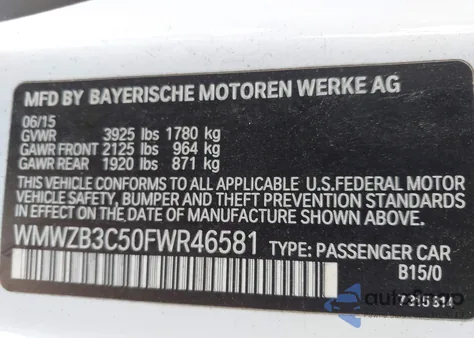 MFD BY BAYERISCHE MOTOREN WERKE AG
06/15
GVWR 3925 lbs 1780 kg
GAWR FRONT 2125 lbs 964 kg
GAWR REAR 1920 lbs 871 kg
THIS VEHICLE CONFORMS TO ALL APPLICABLE U.S.FEDERAL MOTOR
VEHICLE SAFETY, BUMPER, AND THEFT PREVENTION STANDARDS
IN EFFECT ON THE DATE OF MANUFACTURE SHOWN ABOVE
WMWZB3C50FWR46581 TYPE: PASSENGER CAR
B15/0
7315314